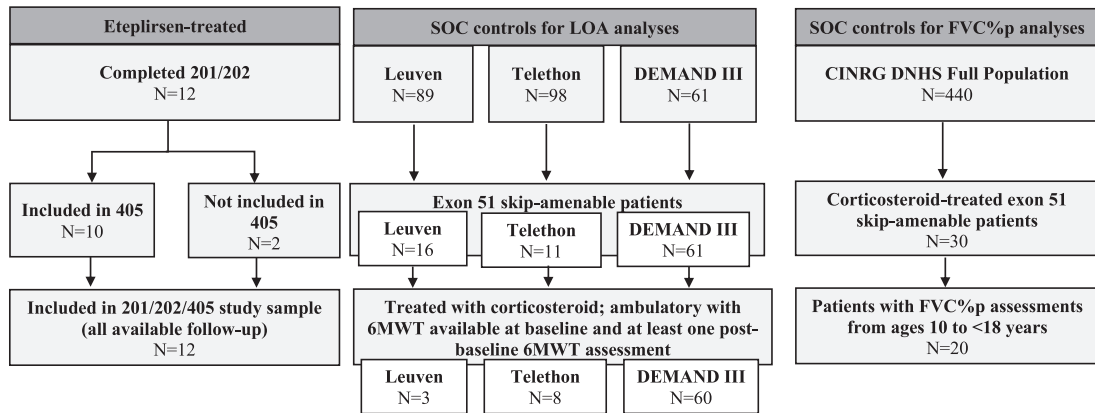 Eteplirsen-treated
Completed 201/202
N=12
Included in 405
N=10
Not included in
405
N=2
Included in 201/202/405 study sample
(all available follow-up)
N=12
SOC controls for LOA analyses
Leuven
N=89
Telethon
N=98
DEMAND III
N=61
Exon 51 skip-amenable patients
Leuven
N=16
Telethon
N=11
DEMAND III
N=61
Treated with corticosteroid; ambulatory with
6MWT available at baseline and at least one post-
baseline 6MWT assessment
Leuven
N=3
Telethon
N=8
DEMAND III
N=60
SOC controls for FVC%p analyses
CINRG DNHS Full Population
N=440
Corticosteroid-treated exon 51
skip-amenable patients
N=30
Patients with FVC%p assessments
from ages 10 to <18 years
N=20